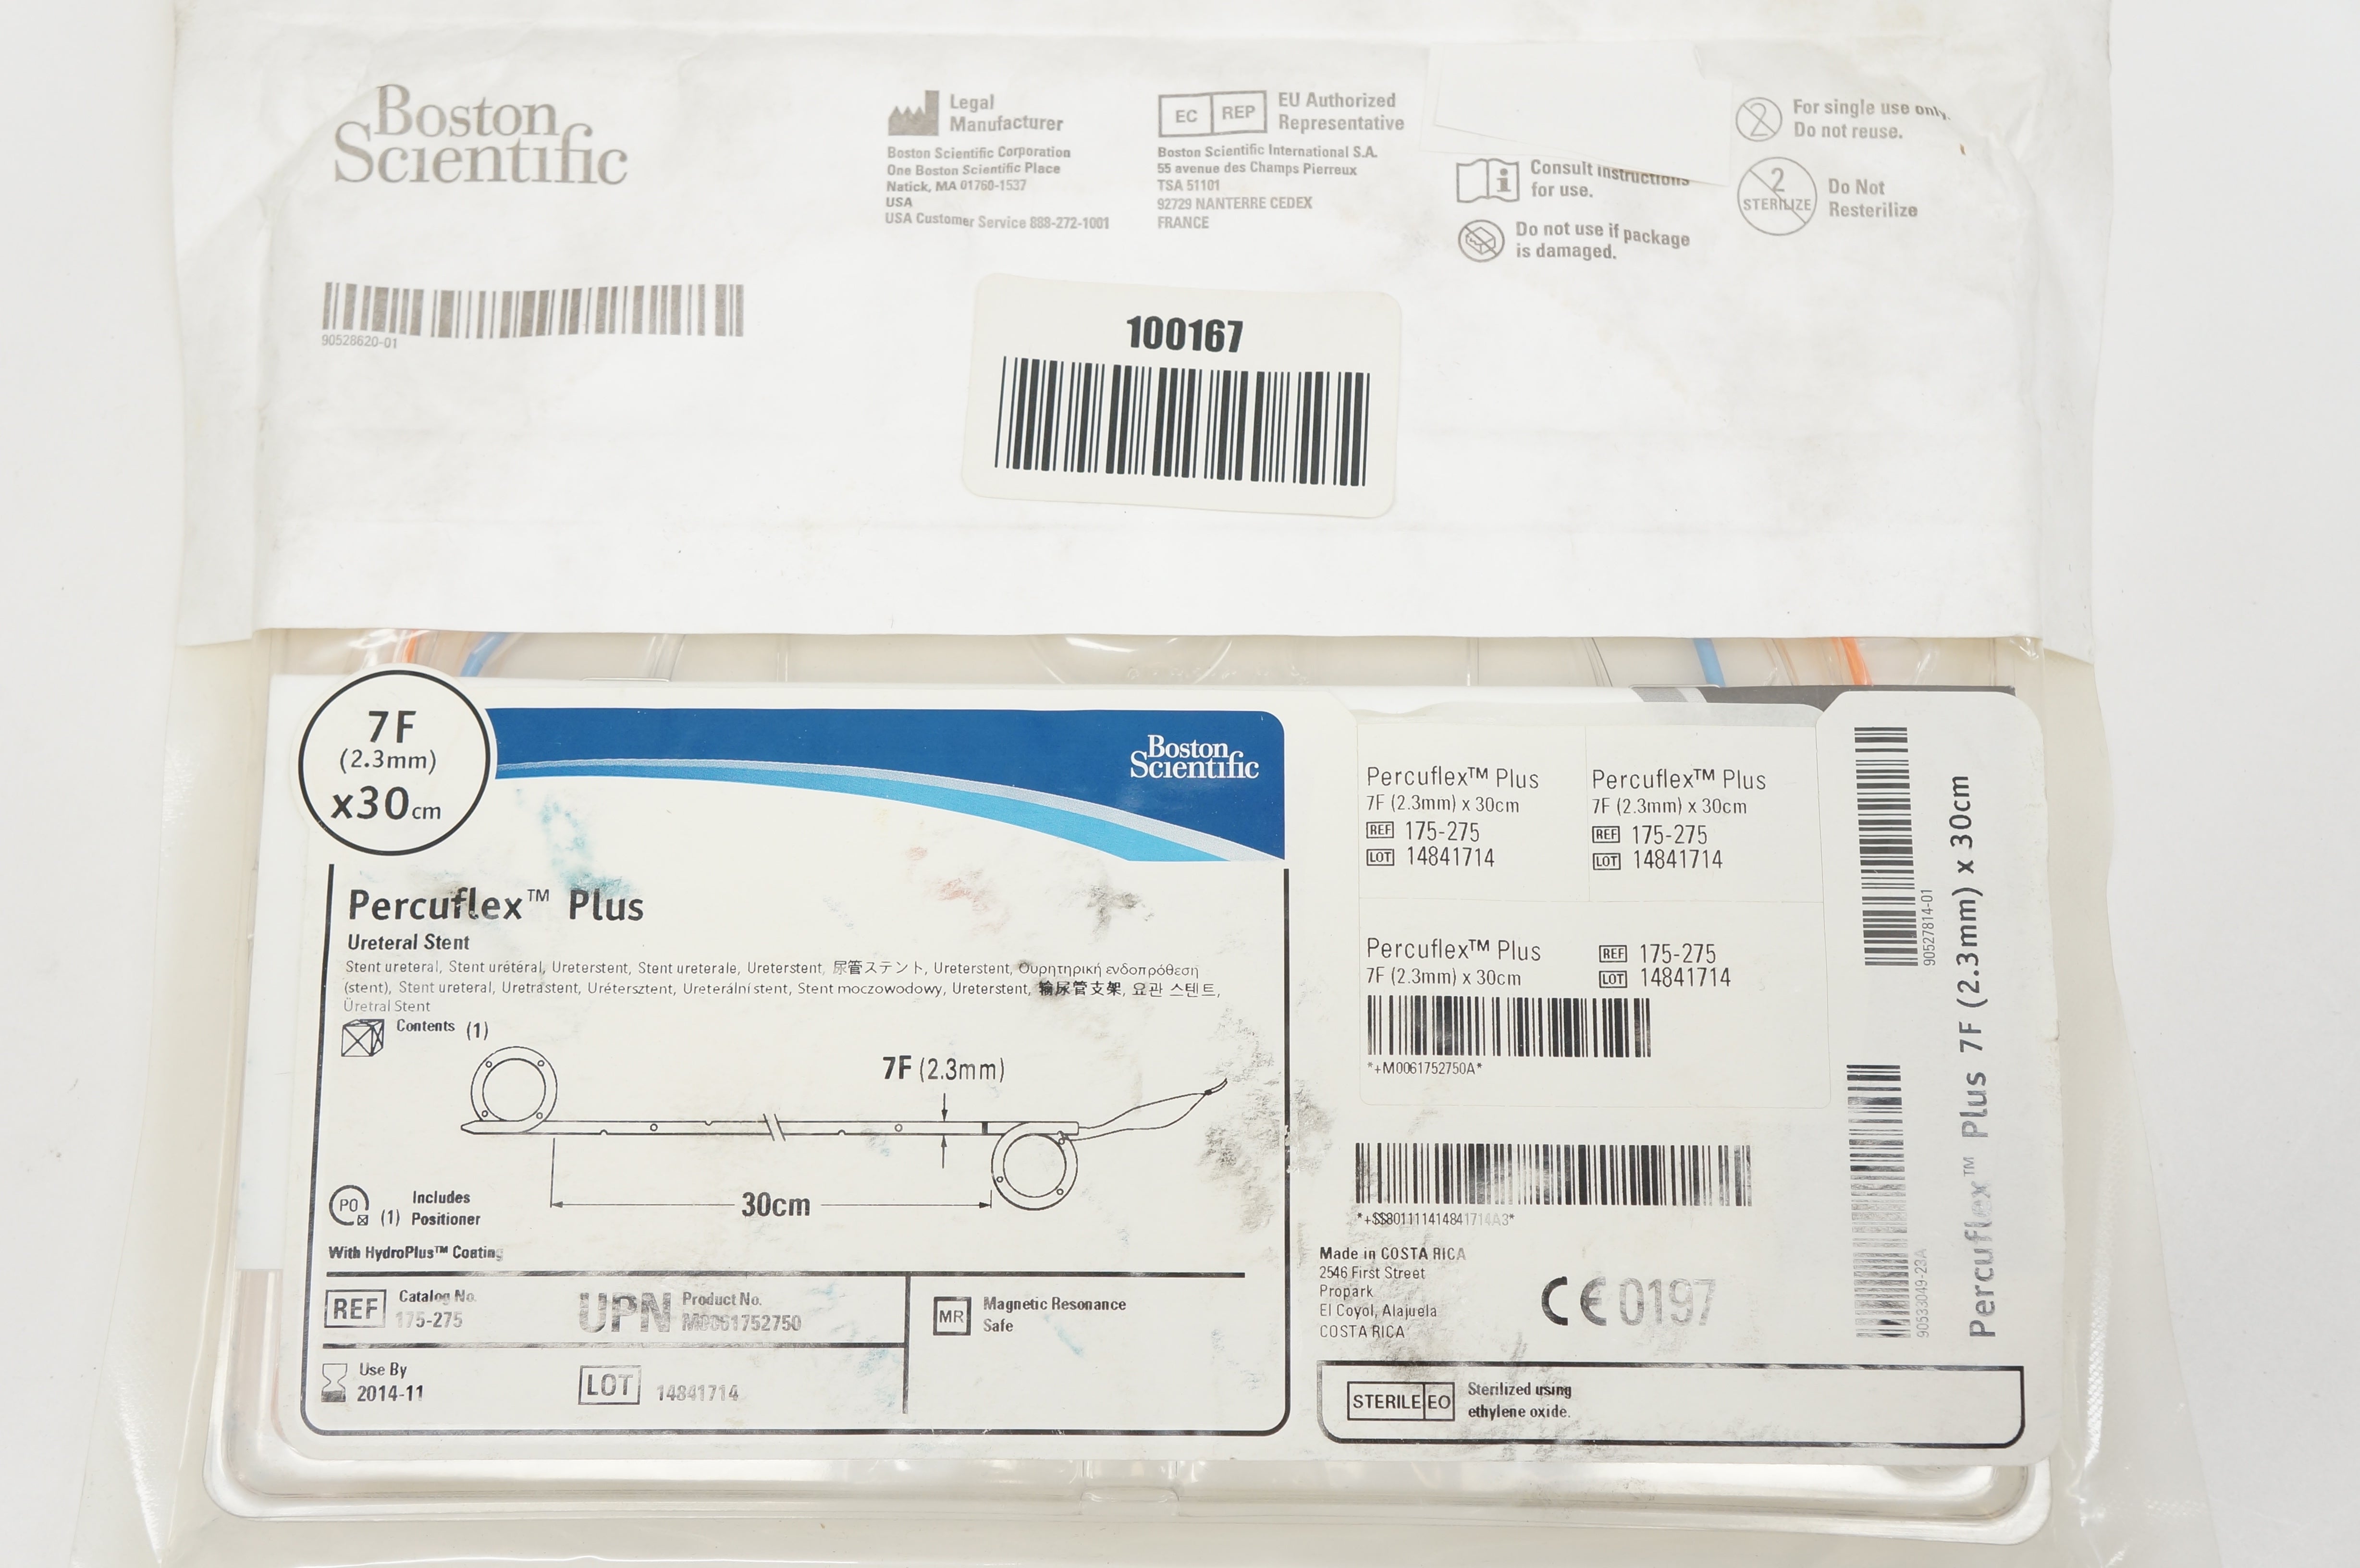 Boston
Scientific
Legal
Manufacturer
Boston Scientific Corporation
One Boston Scientific Place
Natick, MA 01760-1537
USA
USA Customer Service 888-272-1001
EC REP
EU Authorized
Representative
Boston Scientific International S.A.
55 avenue des Champs Pierreux
TSA 51101
92729 NANTERRE CEDEX
FRANCE
Consult instructions
for use.
Do not use if package
is damaged.
2
For single use only.
Do not reuse.
2
STERILIZE
Do Not
Resterilize
90528620-01
100167
7F
(2.3mm)
x30cm
Boston
Scientific
Percuflex™ Plus
Ureteral Stent
Stent ureteral, Stent urétéral, Ureterstent, Stent ureterale, Ureterstent, 尿管ステント, Ureterstent, Ουρητηρική ενδοπρόθεση
(stent), Stent ureteral, Uretrastent, Urétersztent, Ureterální stent, Stent moczowodowy, Ureterstent, 输尿管支架, 요관 스텐트,
Üretral Stent
Contents (1)
7F (2.3mm)
30cm
PO
(1)
Includes
Positioner
With HydroPlus™ Coating
REF
Catalog No.
175-275
UPN
Product No.
M0061752750
MR
Magnetic Resonance
Safe
Use By
2014-11
LOT 14841714
Percuflex™ Plus
7F (2.3mm) x 30cm
REF 175-275
LOT 14841714
Percuflex™ Plus
7F (2.3mm) x 30cm
REF 175-275
LOT 14841714
Percuflex™ Plus
7F (2.3mm) x 30cm
REF 175-275
LOT 14841714
*+M0061752750A*
*+$$801111414841714A3*
Made in COSTA RICA
2546 First Street
Propark
El Coyol, Alajuela
COSTA RICA
CE 0197
STERILE EO
Sterilized using
ethylene oxide.
90527814-01
90533049-23A
Percuflex™ Plus 7F (2.3mm) x 30cm